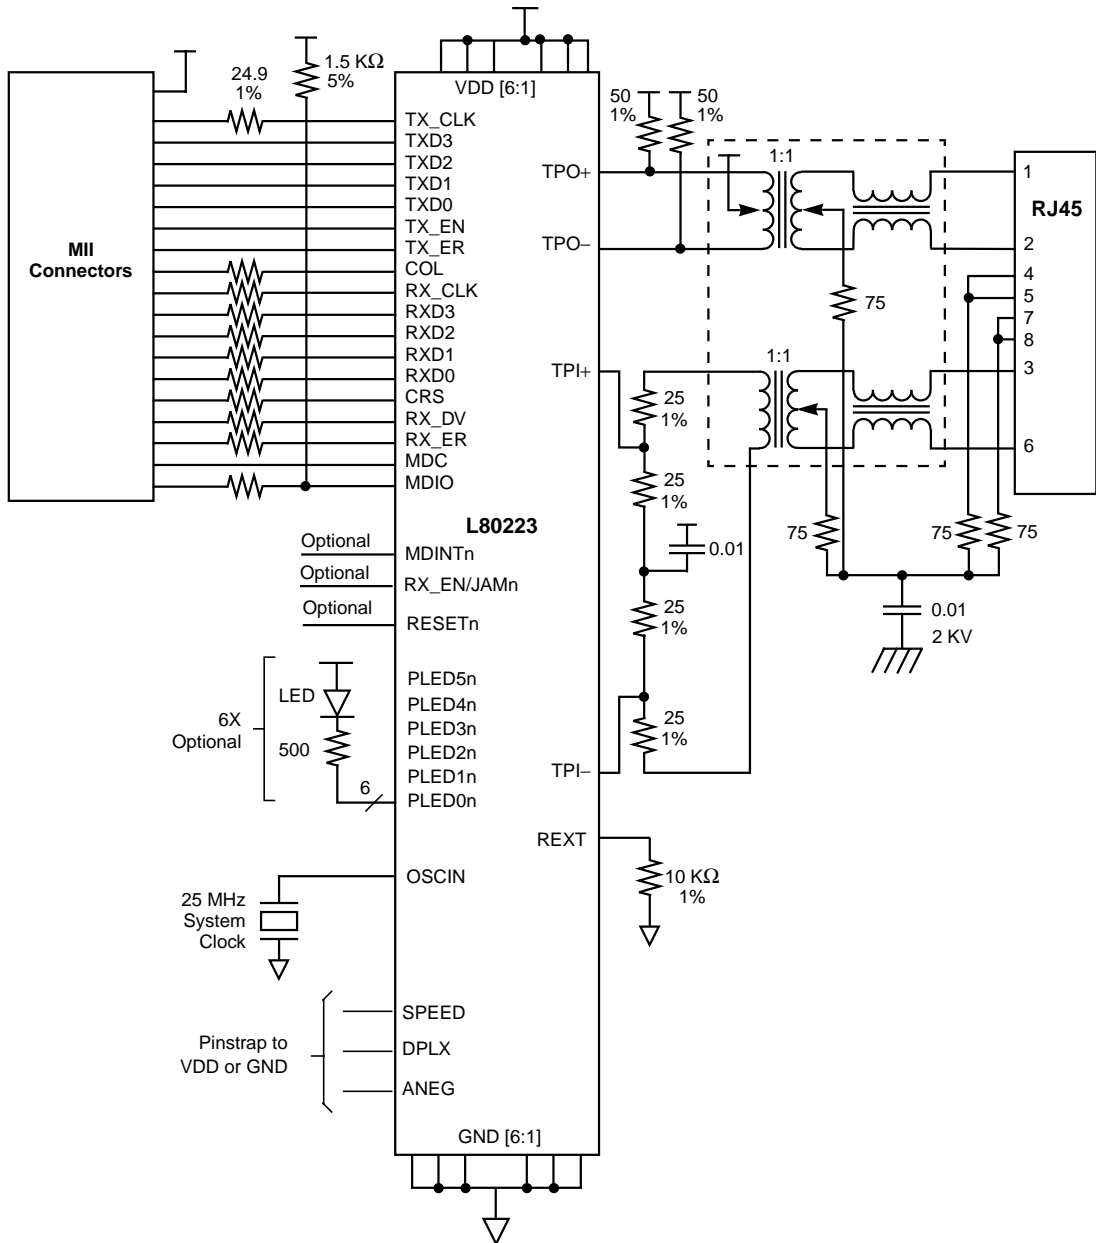 1.5 KΩ
5%
24.9
1%
VDD [6:1]
50
1%
50
1%
TX_CLK
TXD3
TXD2
TXD1
TXD0
TX_EN
TX_ER
COL
RX_CLK
RXD3
RXD2
RXD1
RXD0
CRS
RX_DV
RX_ER
MDC
MDIO
MII
Connectors
TPO+
TPO–
1:1
RJ45
1
2
4
5
7
8
3
6
75
TPI+
1:1
25
1%
25
1%
0.01
25
1%
25
1%
75
75
75
0.01
2 KV
L80223
Optional
MDINTn
Optional
RX_EN/JAMn
Optional
RESETn
PLED5n
PLED4n
PLED3n
PLED2n
PLED1n
PLED0n
LED
500
6X
Optional
6
TPI–
REXT
10 KΩ
1%
OSCIN
25 MHz
System
Clock
SPEED
DPLX
ANEG
Pinstrap to
VDD or GND
GND [6:1]